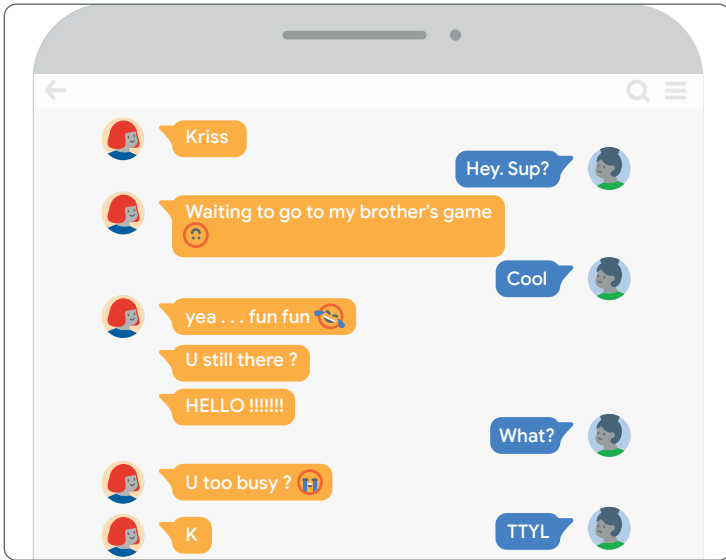 Kriss
Hey. Sup?
Waiting to go to my brother's game
🙃
Cool
yea . . . fun fun 🤣
U still there ?
HELLO !!!!!!!
What?
U too busy ? 😭
TTYL
K